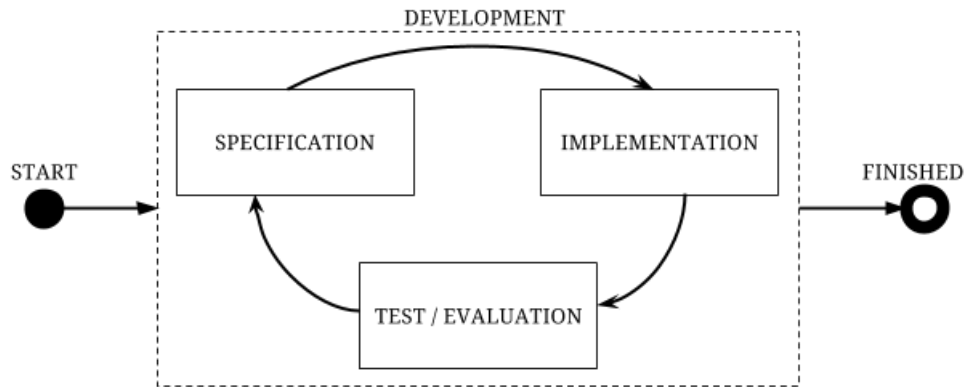 DEVELOPMENT
SPECIFICATION
IMPLEMENTATION
START
FINISHED
TEST / EVALUATION